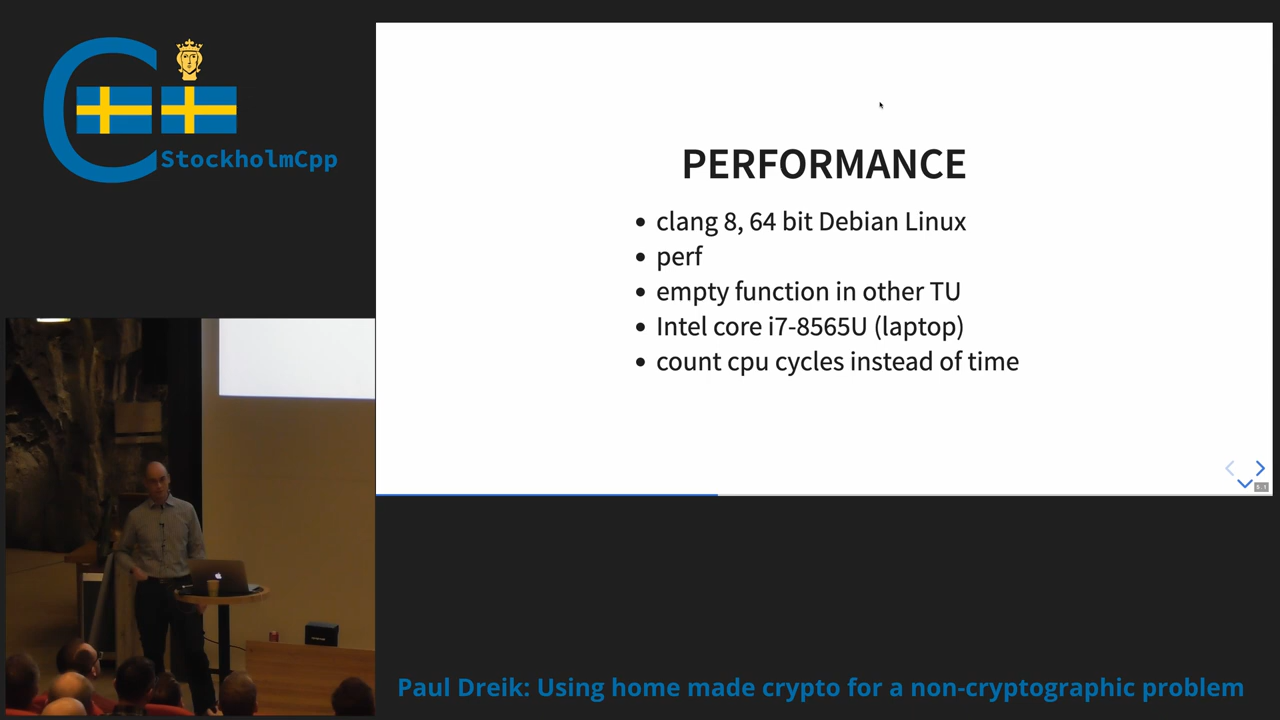 StockholmCpp
PERFORMANCE
clang 8, 64 bit Debian Linux
perf
empty function in other TU
Intel core i7-8565U (laptop)
count cpu cycles instead of time
Paul Dreik: Using home made crypto for a non-cryptographic problem